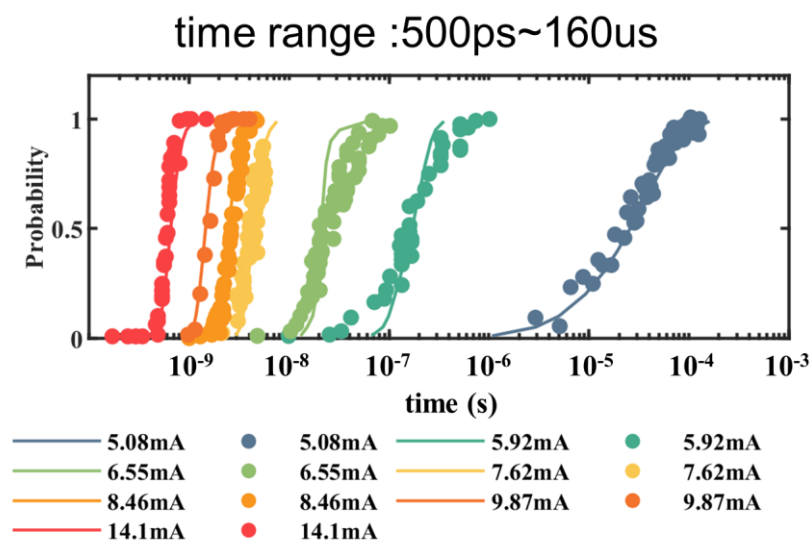 time range :500ps~160us
1
0.5
0
Probability
10-9 10-8 10-7 10-6 10-5 10-4 10-3
time (s)
5.08mA 5.08mA 5.92mA 5.92mA
6.55mA 6.55mA 7.62mA 7.62mA
8.46mA 8.46mA 9.87mA 9.87mA
14.1mA 14.1mA